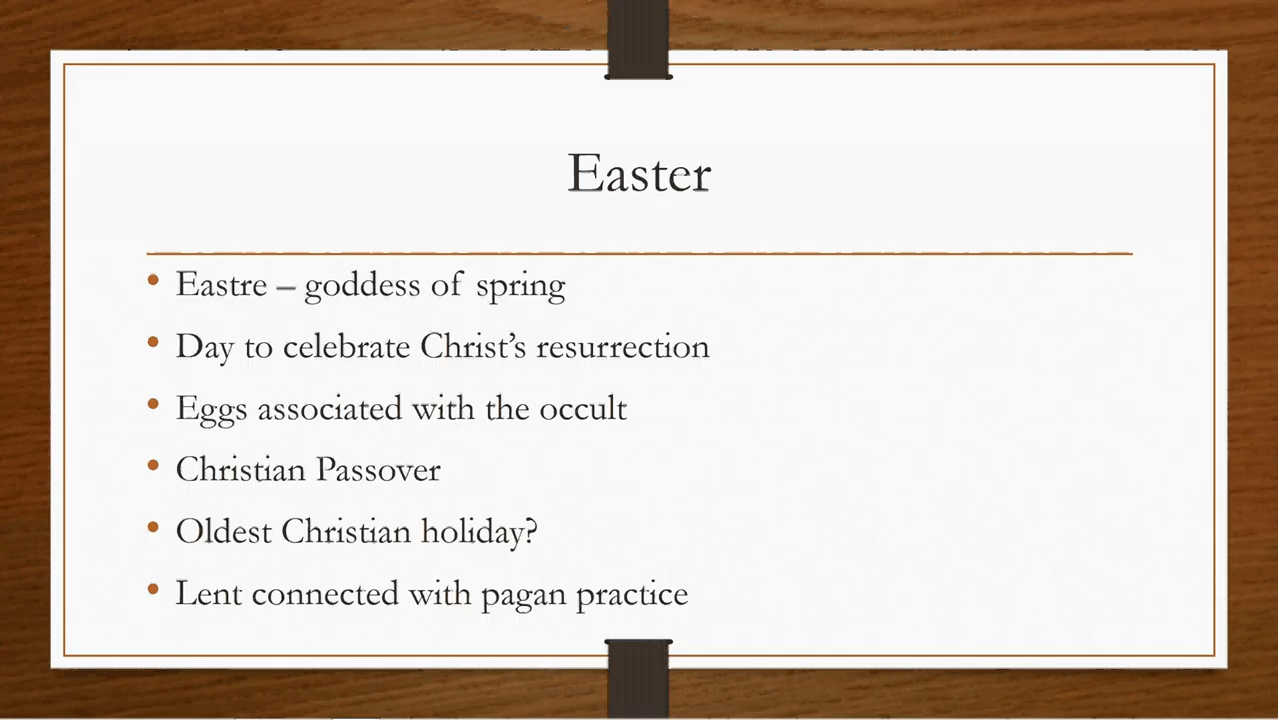 Easter
• Eastre – goddess of spring
• Day to celebrate Christ’s resurrection
• Eggs associated with the occult
• Christian Passover
• Oldest Christian holiday?
• Lent connected with pagan practice